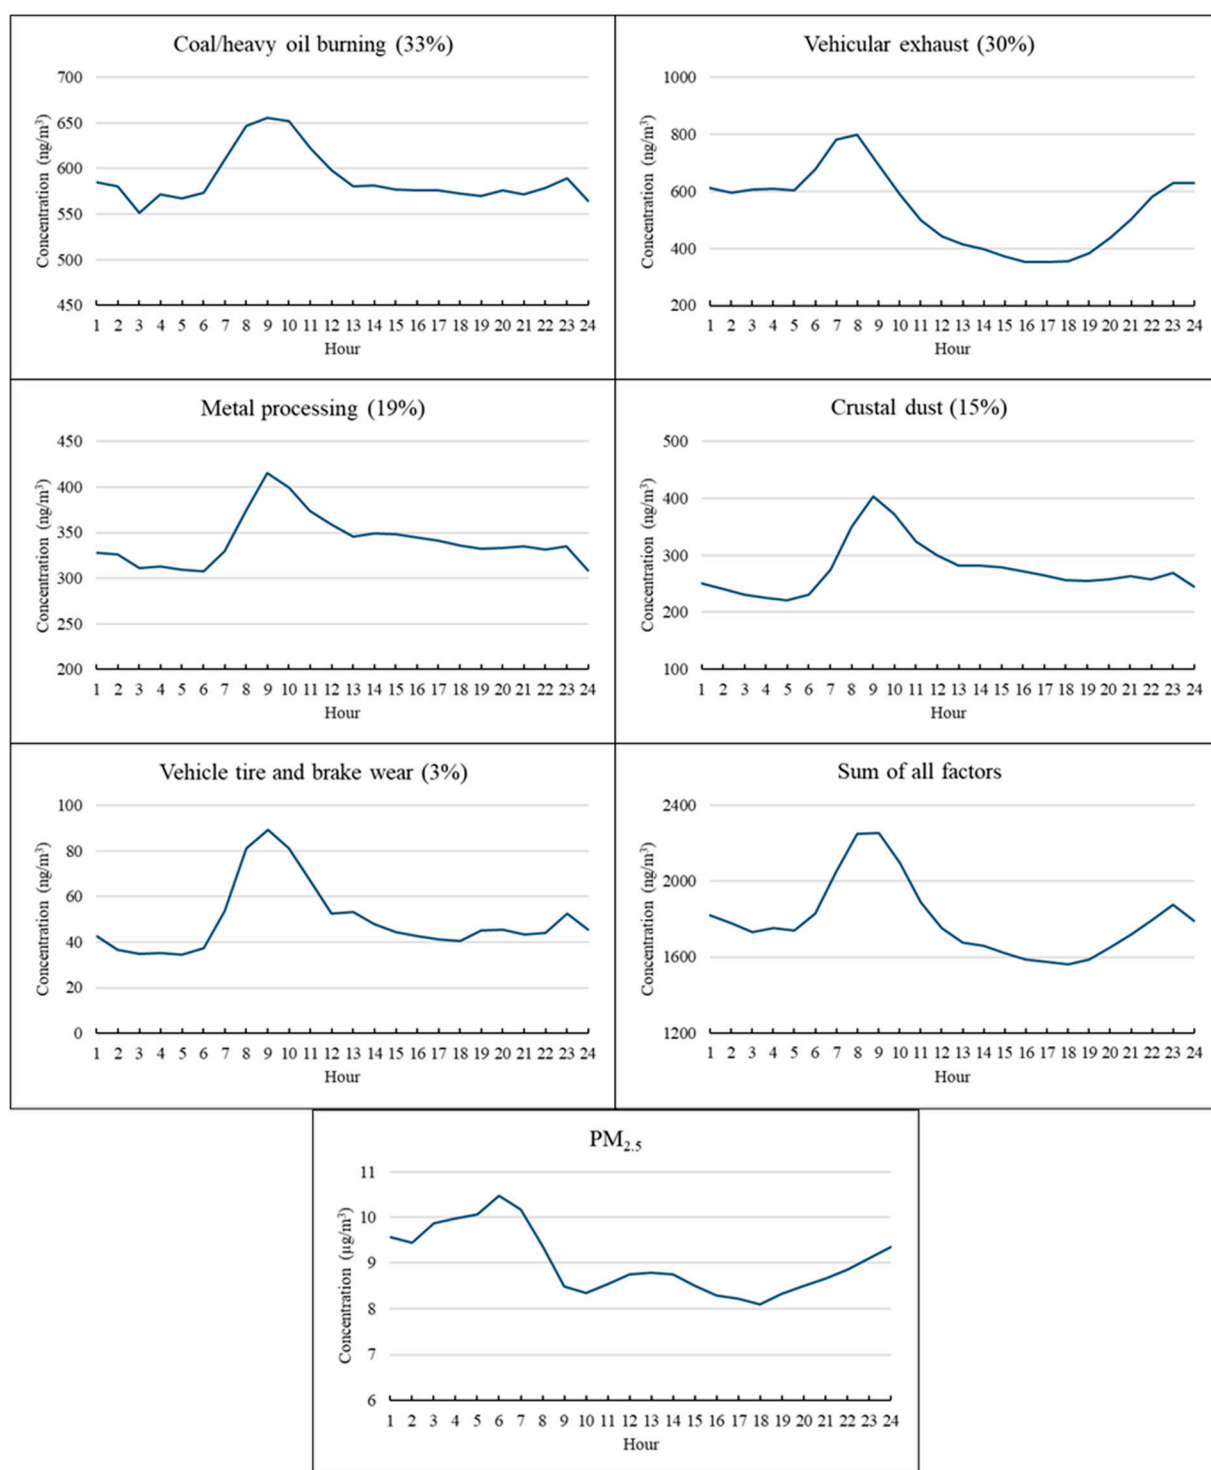 Coal/heavy oil burning (33%)
Concentration (ng/m³)
700
650
600
550
500
450
1 2 3 4 5 6 7 8 9 10 11 12 13 14 15 16 17 18 19 20 21 22 23 24
Hour
Vehicular exhaust (30%)
Concentration (ng/m³)
1000
800
600
400
200
1 2 3 4 5 6 7 8 9 10 11 12 13 14 15 16 17 18 19 20 21 22 23 24
Hour
Metal processing (19%)
Concentration (ng/m³)
450
400
350
300
250
200
1 2 3 4 5 6 7 8 9 10 11 12 13 14 15 16 17 18 19 20 21 22 23 24
Hour
Crustal dust (15%)
Concentration (ng/m³)
500
400
300
200
100
1 2 3 4 5 6 7 8 9 10 11 12 13 14 15 16 17 18 19 20 21 22 23 24
Hour
Vehicle tire and brake wear (3%)
Concentration (ng/m³)
100
80
60
40
20
0
1 2 3 4 5 6 7 8 9 10 11 12 13 14 15 16 17 18 19 20 21 22 23 24
Hour
Sum of all factors
Concentration (ng/m³)
2400
2000
1600
1200
1 2 3 4 5 6 7 8 9 10 11 12 13 14 15 16 17 18 19 20 21 22 23 24
Hour
PM₂.₅
Concentration (µg/m³)
11
10
9
8
7
6
1 2 3 4 5 6 7 8 9 10 11 12 13 14 15 16 17 18 19 20 21 22 23 24
Hour